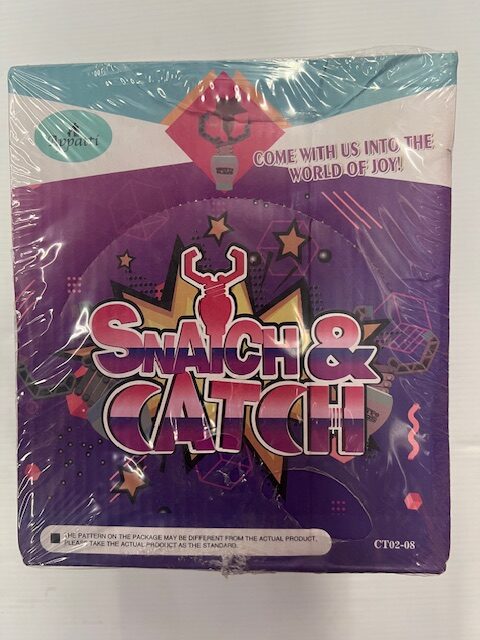 Appaiti
COME WITH US INTO THE
WORLD OF JOY!
SNATCH &
CATCH
THE PATTERN ON THE PACKAGE MAY BE DIFFERENT FROM THE ACTUAL PRODUCT,
PLEASE TAKE THE ACTUAL PRODUCT AS THE STANDARD.
CT02-08